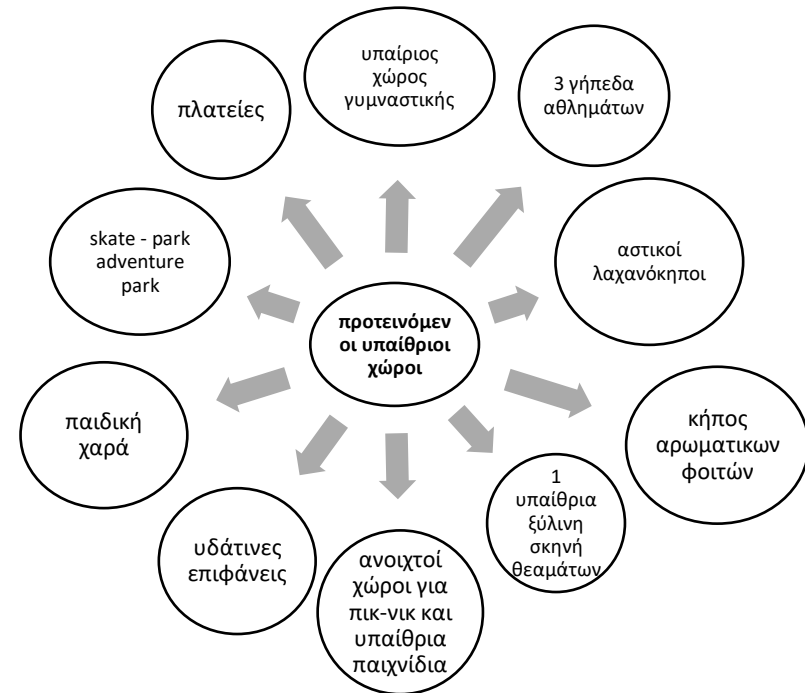 υπαίριος
χώρος
γυμναστικής
3 γήπεδα
αθλημάτων
πλατείες
skate - park
adventure
park
αστικοί
λαχανόκηποι
προτεινόμεν
οι υπαίθριοι
χώροι
παιδική
χαρά
κήπος
αρωματικων
φοιτών
1
υπαίθρια
ξύλινη
σκηνή
θεαμάτων
υδάτινες
επιφάνεις
ανοιχτοί
χώροι για
πικ-νικ και
υπαίθρια
παιχνίδια